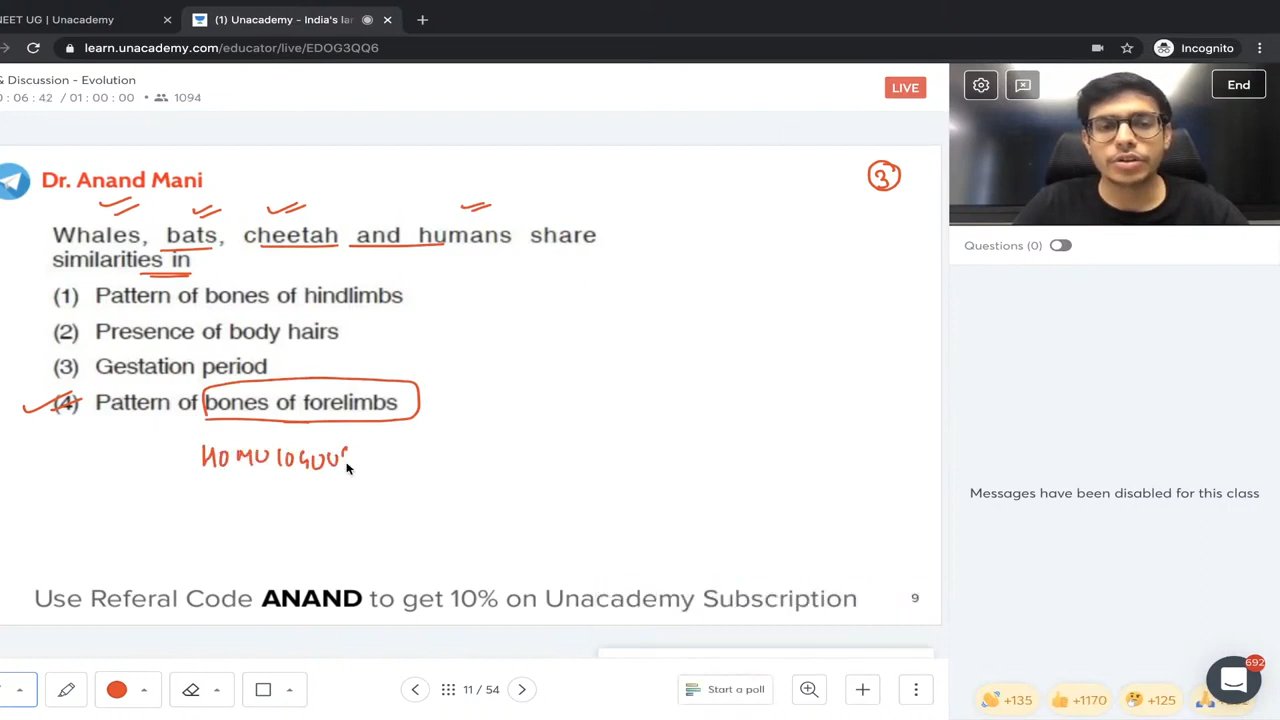 NEET UG | Unacademy
(1) Unacademy - India's lar
learn.unacademy.com/educator/live/EDOG3QQ6
Incognito
& Discussion - Evolution
0 : 06 : 42 / 01 : 00 : 00 • 1094
LIVE
End
Dr. Anand Mani
3
Whales, bats, cheetah and humans share
similarities in
(1) Pattern of bones of hindlimbs
(2) Presence of body hairs
(3) Gestation period
(4) Pattern of bones of forelimbs
HOMOLOGOUS
Use Referal Code ANAND to get 10% on Unacademy Subscription
9
Questions (0)
Messages have been disabled for this class
11 / 54
Start a poll
692
+135
+1170
+125